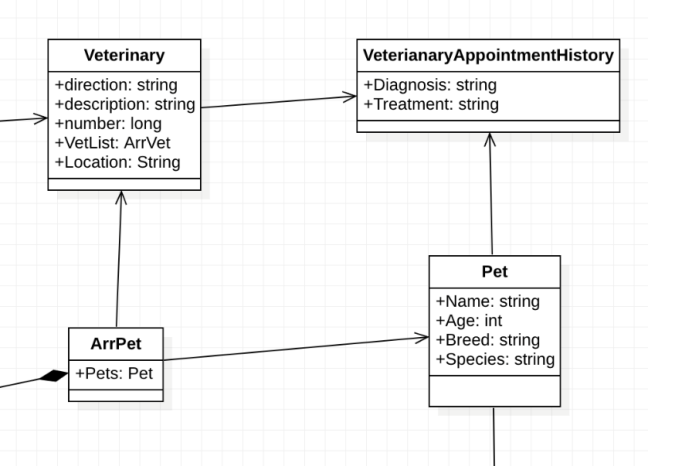 Veterinary
+direction: string
+description: string
+number: long
+VetList: ArrVet
+Location: String
VeterianaryAppointmentHistory
+Diagnosis: string
+Treatment: string
ArrPet
+Pets: Pet
Pet
+Name: string
+Age: int
+Breed: string
+Species: string